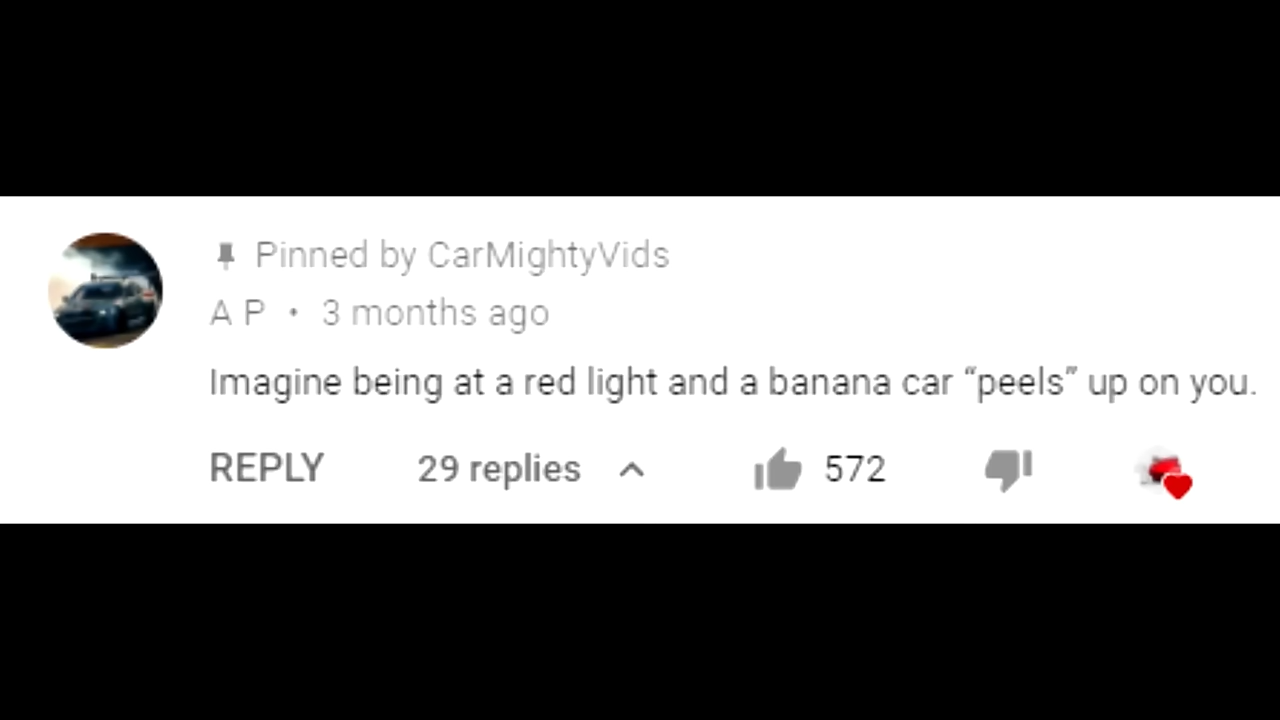 Pinned by CarMightyVids
A P • 3 months ago
Imagine being at a red light and a banana car “peels” up on you.
REPLY 29 replies 572